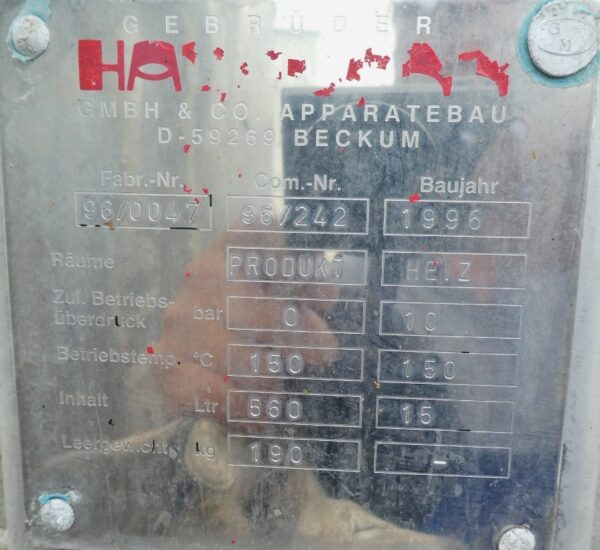 GEBRÜDER
GMBH & CO. APPARATEBAU
D-59269 BECKUM
Fabr.-Nr. Com.-Nr. Baujahr
96/0047 96/242 1996
Räume PRODUKT HEIZ
Zul. Betriebs-
überdruck bar 0 10
Betriebstemp. °C 150 150
Inhalt Ltr 560 15
Leergewicht kg 190 -
G
M